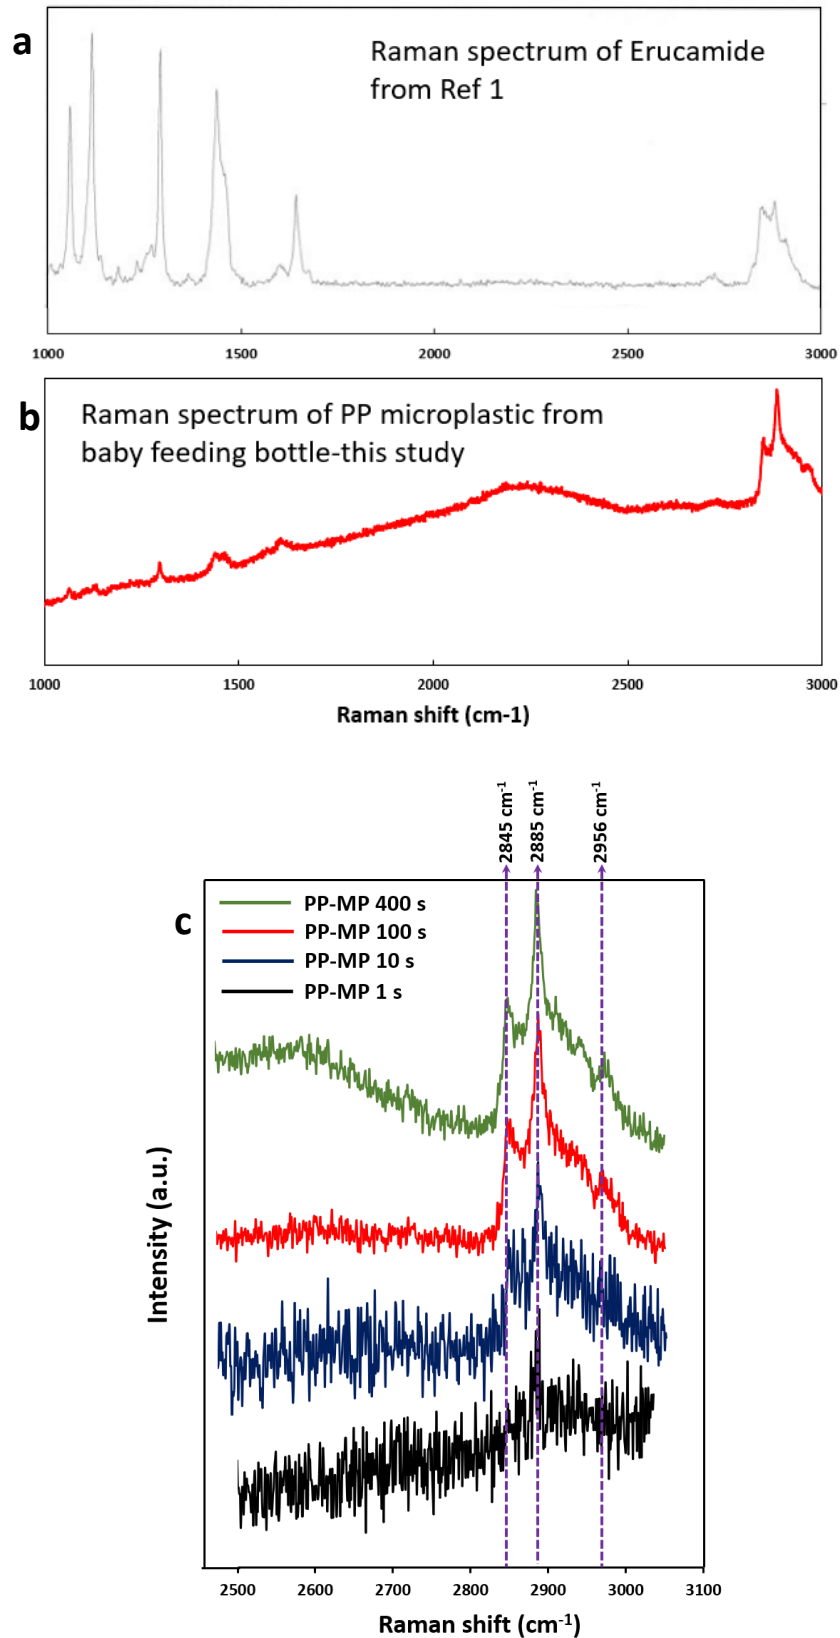 a
Raman spectrum of Erucamide
from Ref 1
1000 1500 2000 2500 3000
b
Raman spectrum of PP microplastic from
baby feeding bottle-this study
1000 1500 2000 2500 3000
Raman shift (cm-1)
2845 cm-1
2885 cm-1
2956 cm-1
c
PP-MP 400 s
PP-MP 100 s
PP-MP 10 s
PP-MP 1 s
Intensity (a.u.)
2500 2600 2700 2800 2900 3000 3100
Raman shift (cm-1)